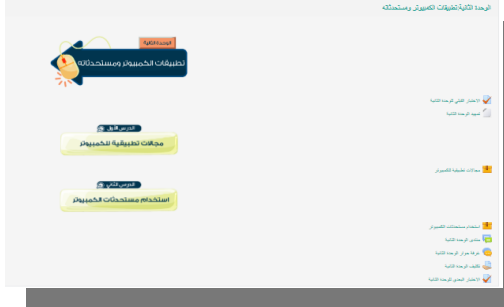 الوحدة الثانية:تطبيقات الكمبيوتر ومستحدثاته
الوحدة الثانية
تطبيقات الكمبيوتر ومستحدثاته
الاختبار القبلي للوحدة الثانية
تمهيد الوحدة الثانية
الدرس الأول
مجالات تطبيقية للكمبيوتر
مجالات تطبيقية للكمبيوتر
الدرس الثاني
استخدام مستحدثات الكمبيوتر
استخدام مستحدثات الكمبيوتر
منتدى الوحدة الثانية
غرفة حوار الوحدة الثانية
تكليف الوحدة الثانية
الاختبار البعدي للوحدة الثانية